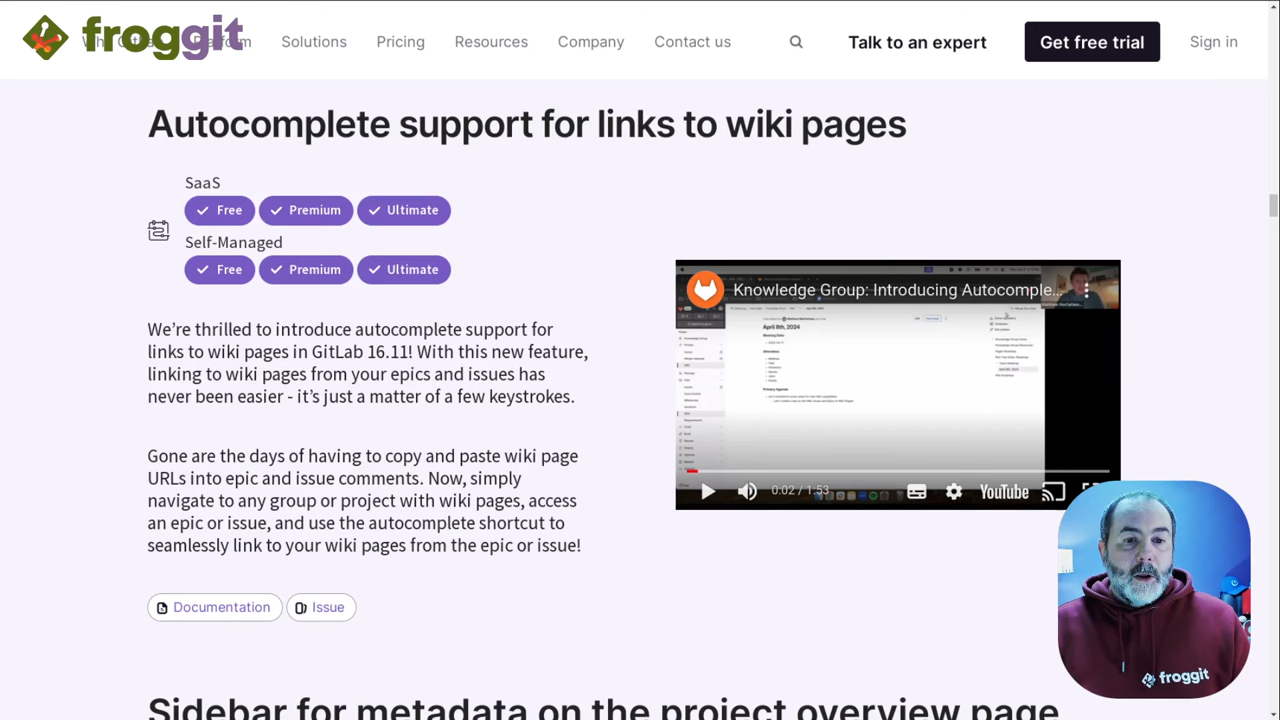 froggit
Solutions
Pricing
Resources
Company
Contact us
Talk to an expert
Get free trial
Sign in
Autocomplete support for links to wiki pages
SaaS
Free
Premium
Ultimate
Self-Managed
Free
Premium
Ultimate
We’re thrilled to introduce autocomplete support for
links to wiki pages in GitLab 16.11! With this new feature,
linking to wiki pages from your epics and issues has
never been easier - it’s just a matter of a few keystrokes.
Gone are the days of having to copy and paste wiki page
URLs into epic and issue comments. Now, simply
navigate to any group or project with wiki pages, access
an epic or issue, and use the autocomplete shortcut to
seamlessly link to your wiki pages from the epic or issue!
Knowledge Group: Introducing Autocomple...
April 8th, 2024
0:02 / 1:53
YouTube
Documentation
Issue
froggit
Sidebar for metadata on the project overview page